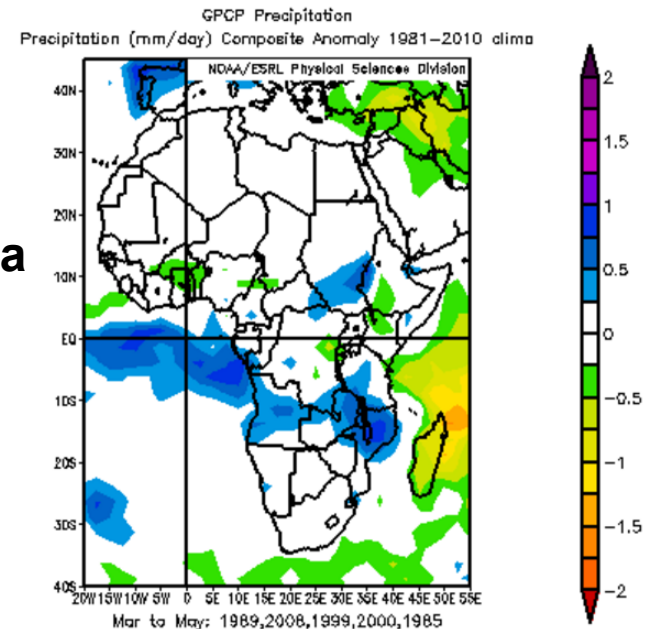 GPCP Precipitation
Precipitation (mm/day) Composite Anomaly 1981-2010 climo
NOAA/ESRL Physical Sciences Division
a
40N
30N
20N
10N
EQ
10S
20S
30S
40S
20W 15W 10W 5W 0 5E 10E 15E 20E 25E 30E 35E 40E 45E 50E 55E
Mar to May: 1989,2008,1999,2000,1985
2
1.5
1
0.5
0
-0.5
-1
-1.5
-2